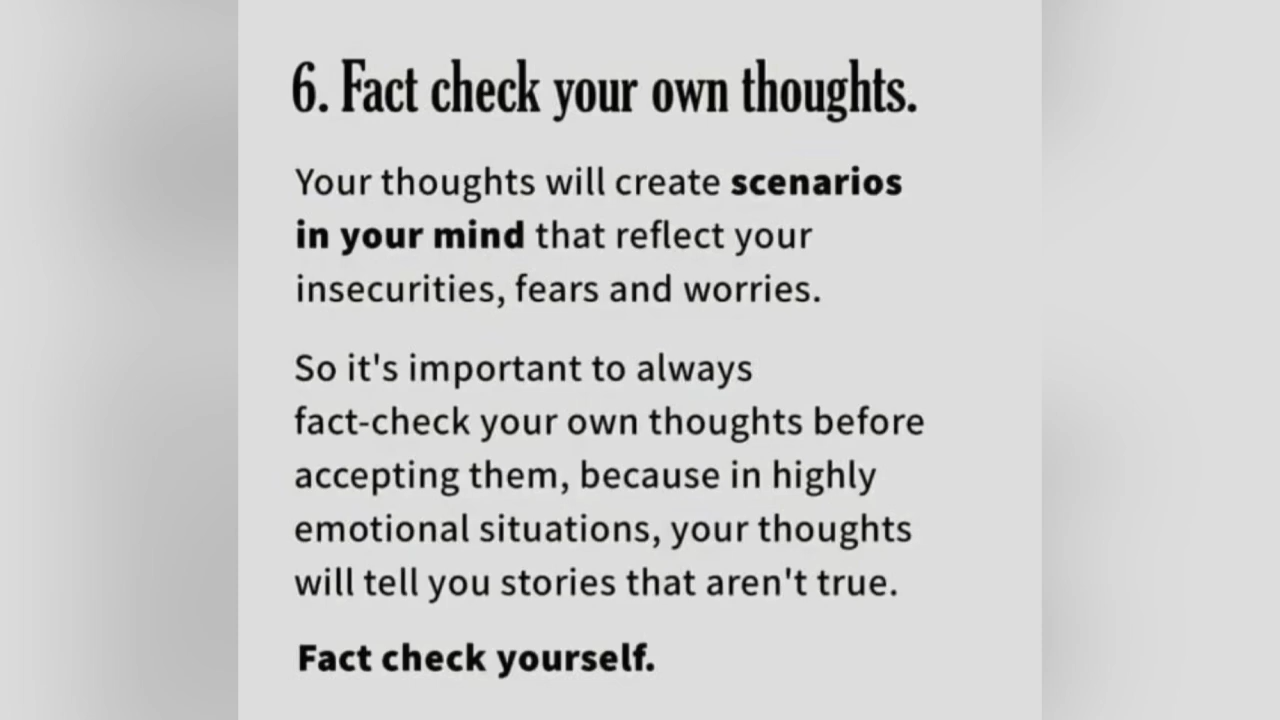 6. Fact check your own thoughts.
Your thoughts will create scenarios
in your mind that reflect your
insecurities, fears and worries.
So it's important to always
fact-check your own thoughts before
accepting them, because in highly
emotional situations, your thoughts
will tell you stories that aren't true.
Fact check yourself.